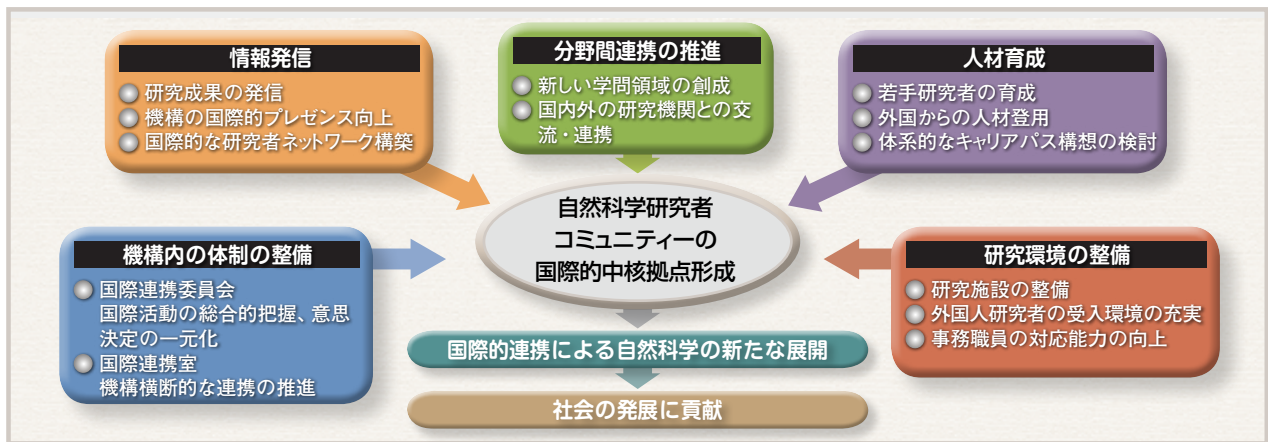 情報発信
研究成果の発信
機構の国際的プレゼンス向上
国際的な研究者ネットワーク構築
分野間連携の推進
新しい学問領域の創成
国内外の研究機関との交
流・連携
人材育成
若手研究者の育成
外国からの人材登用
体系的なキャリアパス構想の検討
機構内の体制の整備
国際連携委員会
国際活動の総合的把握、意思
決定の一元化
国際連携室
機構横断的な連携の推進
自然科学研究者
コミュニティーの
国際的中核拠点形成
研究環境の整備
研究施設の整備
外国人研究者の受入環境の充実
事務職員の対応能力の向上
国際的連携による自然科学の新たな展開
社会の発展に貢献